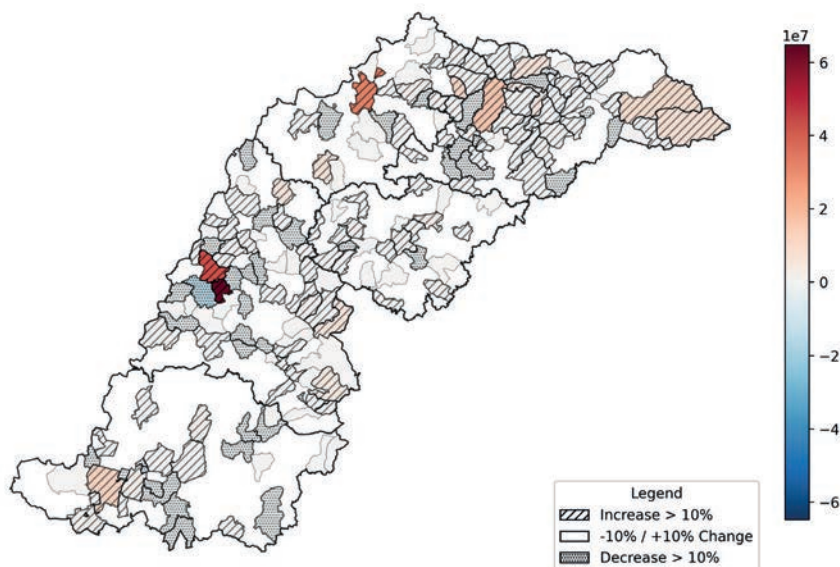 1e7
6
4
2
0
−2
−4
−6
Legend
Increase > 10%
-10% / +10% Change
Decrease > 10%